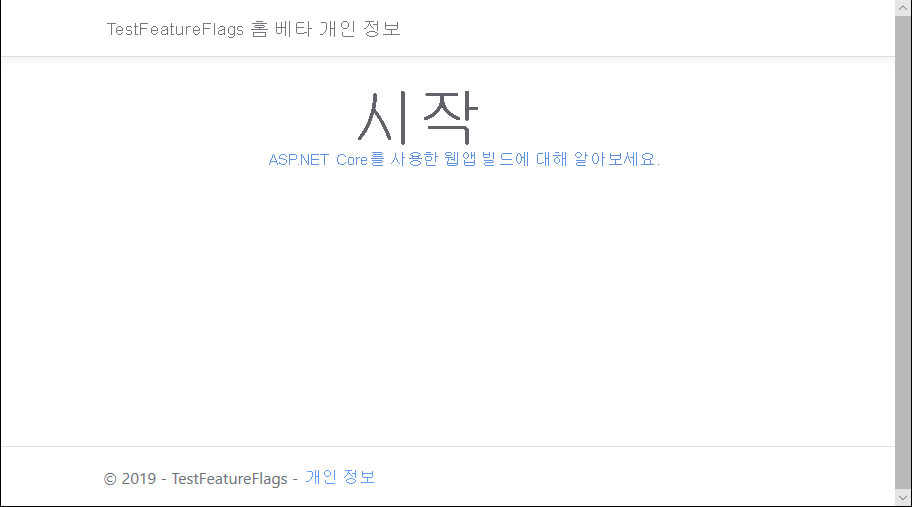 TestFeatureFlags 홈 베타 개인 정보
시작
ASP.NET Core를 사용한 웹앱 빌드에 대해 알아보세요.
© 2019 - TestFeatureFlags - 개인 정보